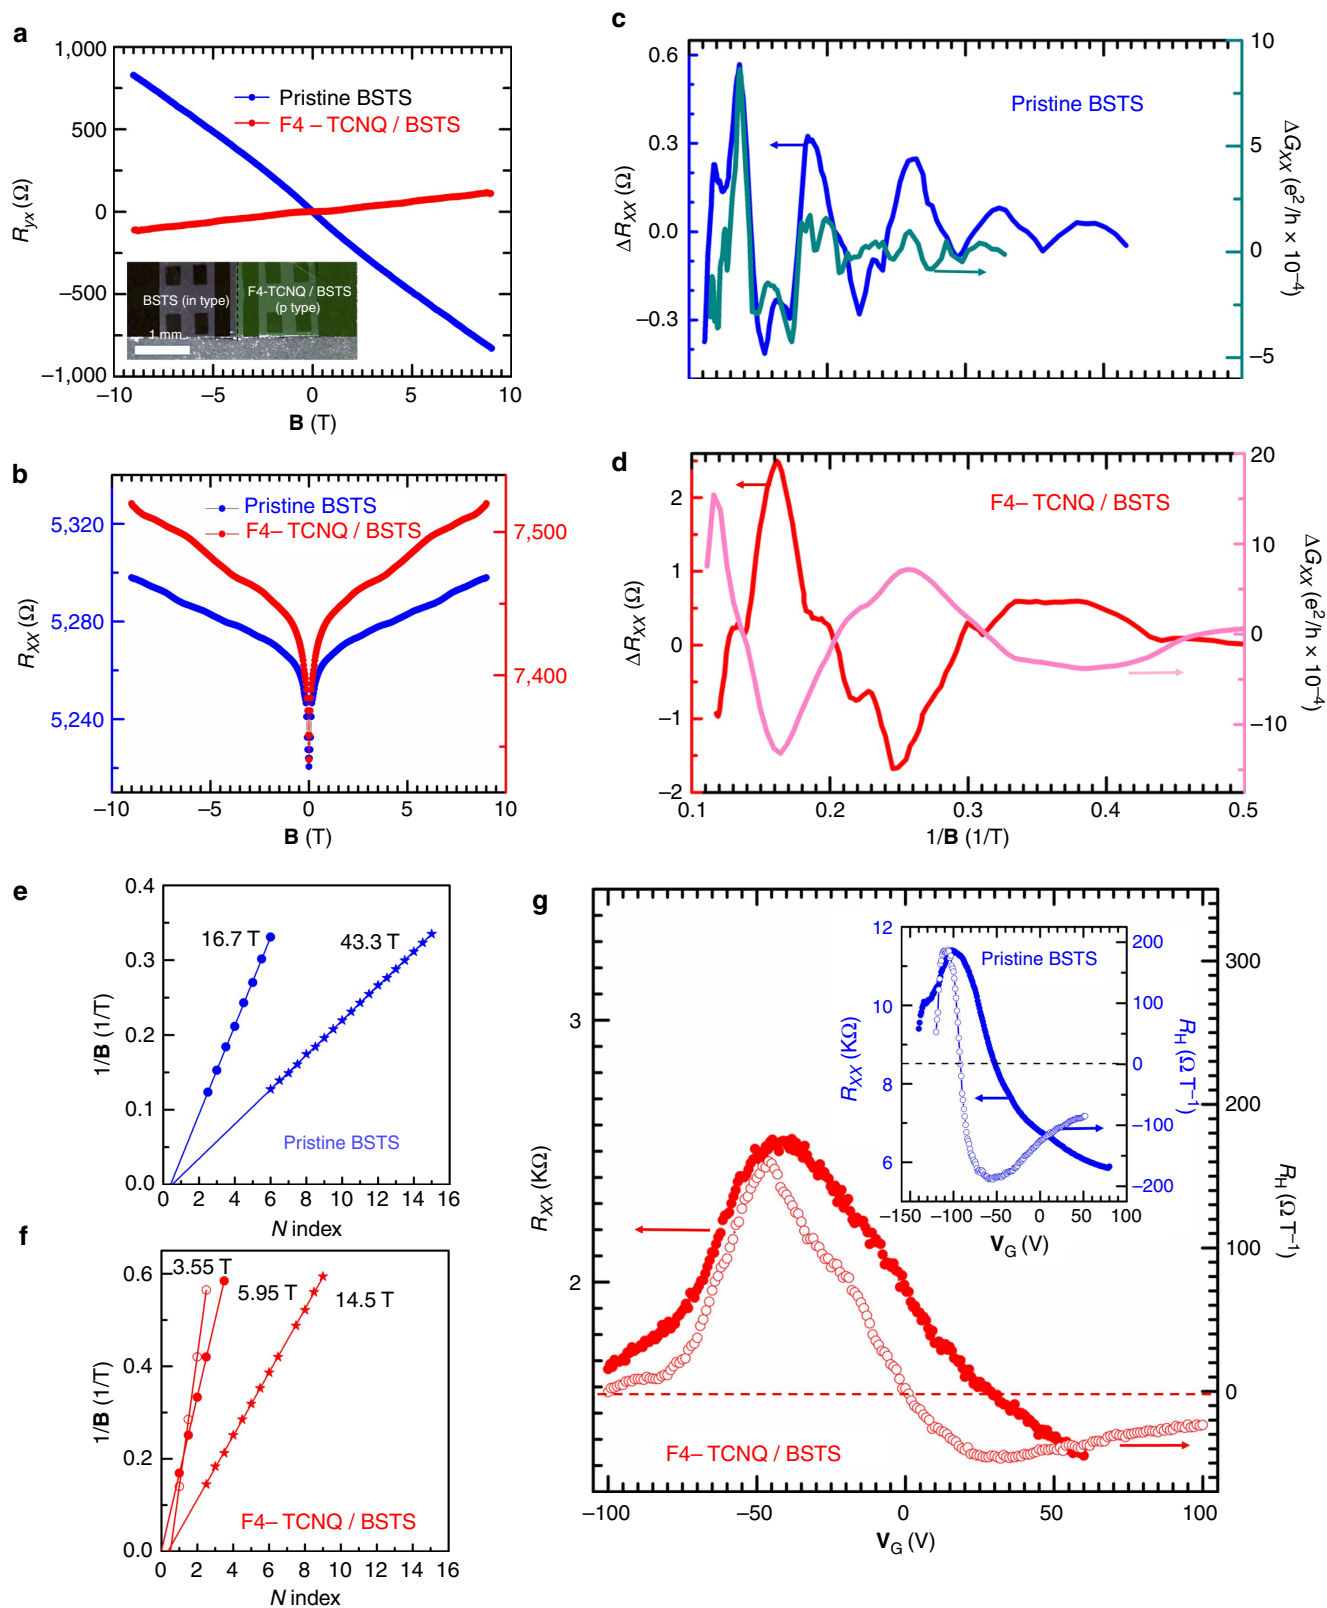 a
1,000
500
0
−500
−1,000
R_yx (Ω)
Pristine BSTS
F4 – TCNQ / BSTS
BSTS (in type)
F4-TCNQ / BSTS
(p type)
1 mm
−10 −5 0 5 10
B (T)
b
5,320
5,280
5,240
R_XX (Ω)
Pristine BSTS
F4– TCNQ / BSTS
7,500
7,400
−10 −5 0 5 10
B (T)
c
0.6
0.3
0.0
−0.3
ΔR_XX (Ω)
Pristine BSTS
10
5
0
−5
ΔG_XX (e²/h × 10⁻⁴)
d
2
1
0
−1
−2
ΔR_XX (Ω)
F4– TCNQ / BSTS
20
10
0
−10
ΔG_XX (e²/h × 10⁻⁴)
0.1 0.2 0.3 0.4 0.5
1/B (1/T)
e
0.4
0.3
0.2
0.1
0.0
1/B (1/T)
16.7 T
43.3 T
Pristine BSTS
0 2 4 6 8 10 12 14 16
N index
f
0.6
0.4
0.2
0.0
1/B (1/T)
3.55 T
5.95 T
14.5 T
F4– TCNQ / BSTS
0 2 4 6 8 10 12 14 16
N index
g
3
2
R_XX (KΩ)
F4– TCNQ / BSTS
300
200
100
0
R_H (Ω T⁻¹)
−100 −50 0 50 100
V_G (V)
12
10
8
6
R_XX (KΩ)
Pristine BSTS
200
100
0
−100
−200
R_H (Ω T⁻¹)
−150 −100 −50 0 50 100
V_G (V)